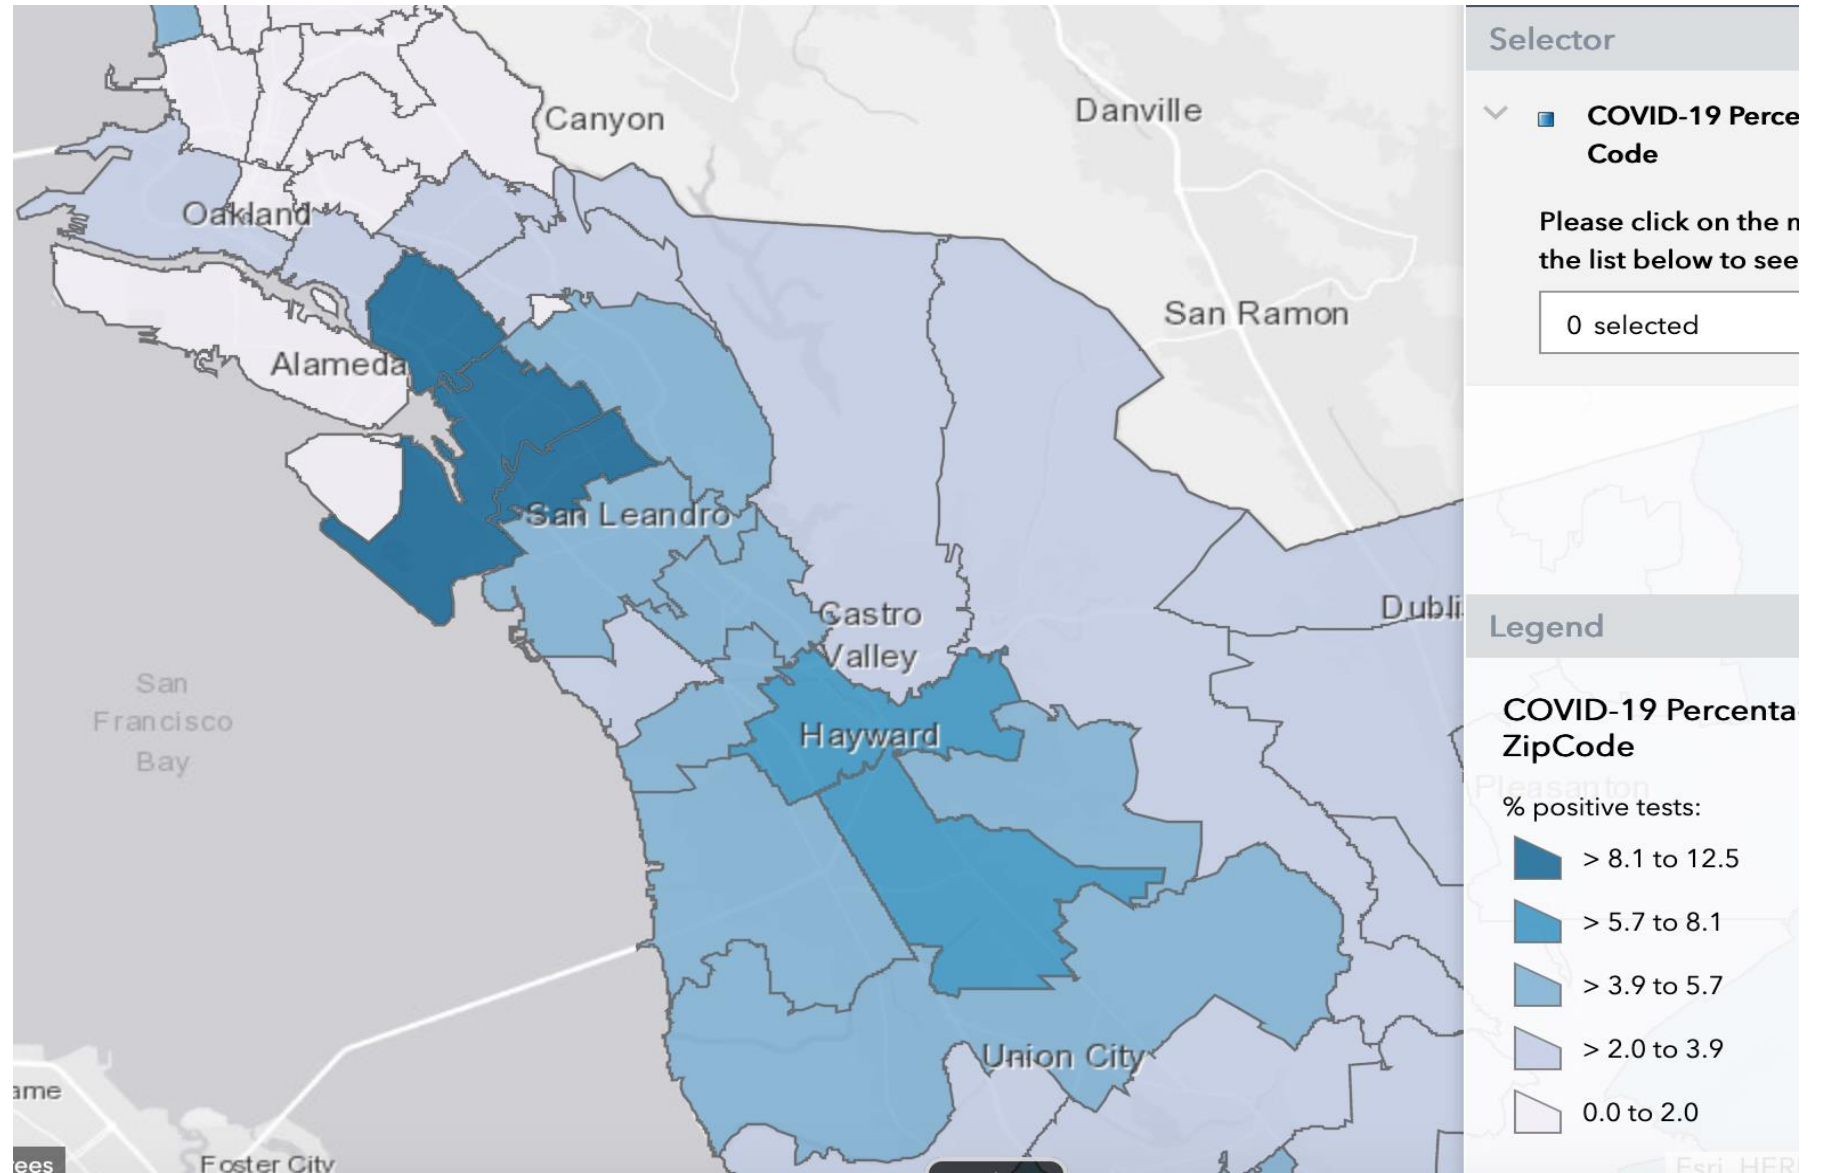 Canyon
Danville
Oakland
San Ramon
Alameda
San Leandro
Castro
Valley
Dubli
San
Francisco
Bay
Hayward
Union City
ame
Foster City
ees
Selector
COVID-19 Perce
Code
Please click on the
the list below to see
0 selected
Legend
COVID-19 Percenta
ZipCode
Pleasanton
% positive tests:
> 8.1 to 12.5
> 5.7 to 8.1
> 3.9 to 5.7
> 2.0 to 3.9
0.0 to 2.0
Esri, HER